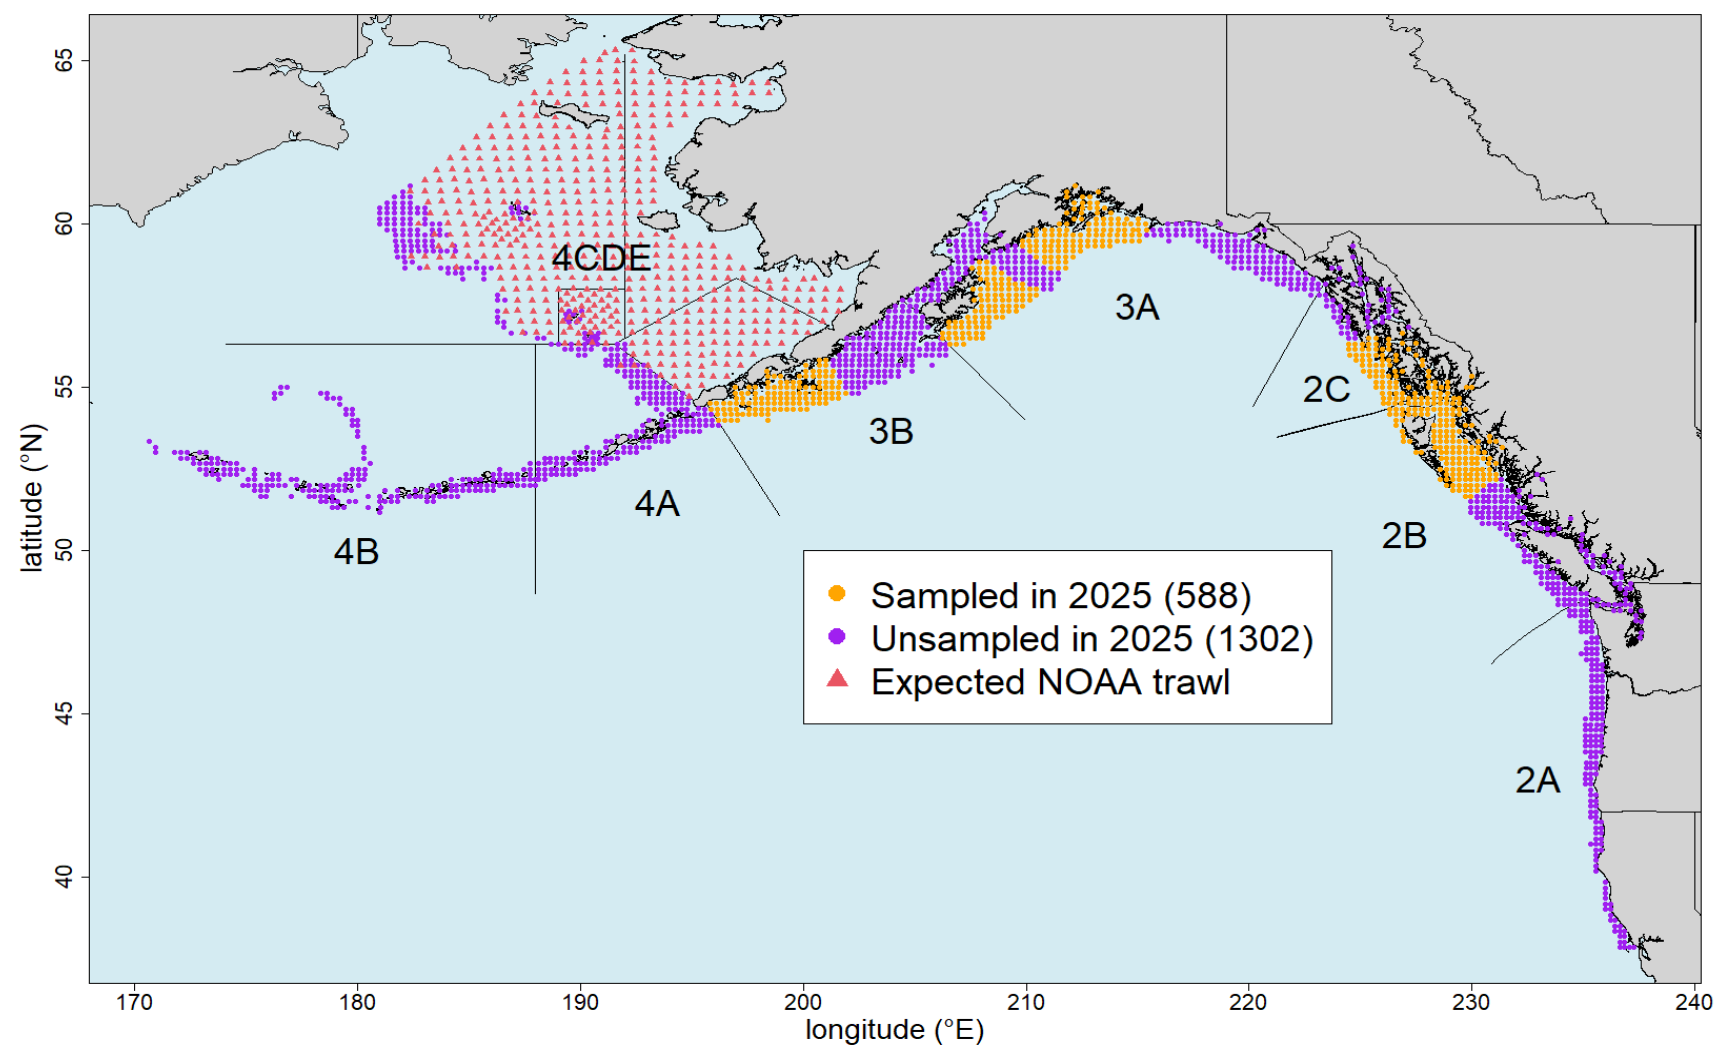 65
60
55
50
45
40
latitude (°N)
4CDE
3A
2C
3B
4A
2B
4B
Sampled in 2025 (588)
Unsampled in 2025 (1302)
Expected NOAA trawl
2A
170
180
190
200
210
220
230
240
longitude (°E)